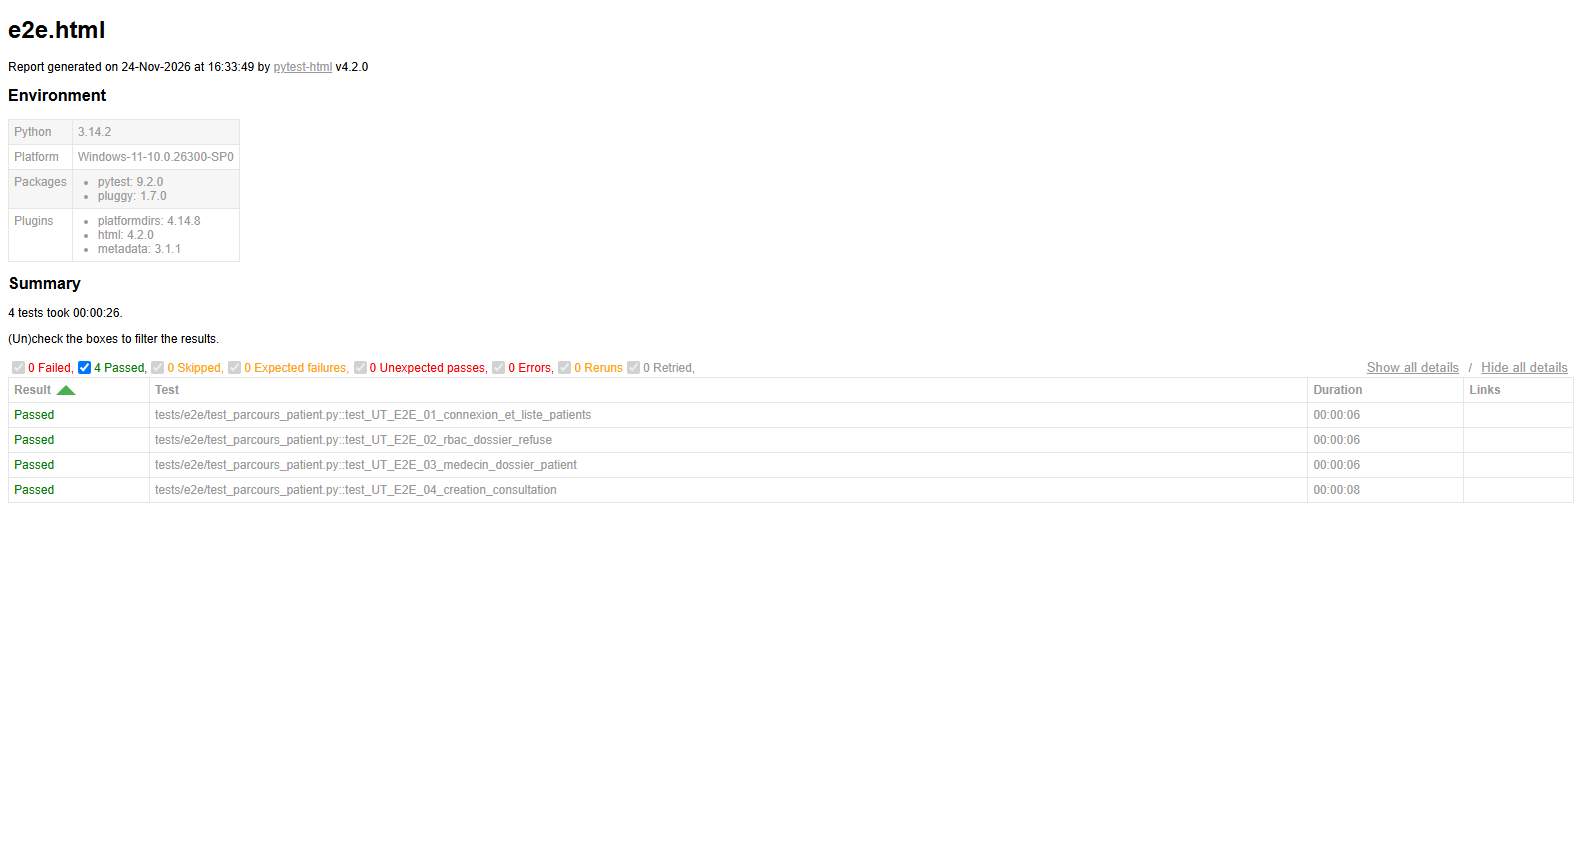 e2e.html
Report generated on 24-Nov-2026 at 16:33:49 by pytest-html v4.2.0
Environment
Python 3.14.2
Platform Windows-11-10.0.26300-SP0
Packages
pytest: 9.2.0
pluggy: 1.7.0
Plugins
platformdirs: 4.14.8
html: 4.2.0
metadata: 3.1.1
Summary
4 tests took 00:00:26.
(Un)check the boxes to filter the results.
0 Failed, 4 Passed, 0 Skipped, 0 Expected failures, 0 Unexpected passes, 0 Errors, 0 Reruns 0 Retried, Show all details / Hide all details
Result Test Duration Links
Passed tests/e2e/test_parcours_patient.py::test_UT_E2E_01_connexion_et_liste_patients 00:00:06
Passed tests/e2e/test_parcours_patient.py::test_UT_E2E_02_rbac_dossier_refuse 00:00:06
Passed tests/e2e/test_parcours_patient.py::test_UT_E2E_03_medecin_dossier_patient 00:00:06
Passed tests/e2e/test_parcours_patient.py::test_UT_E2E_04_creation_consultation 00:00:08